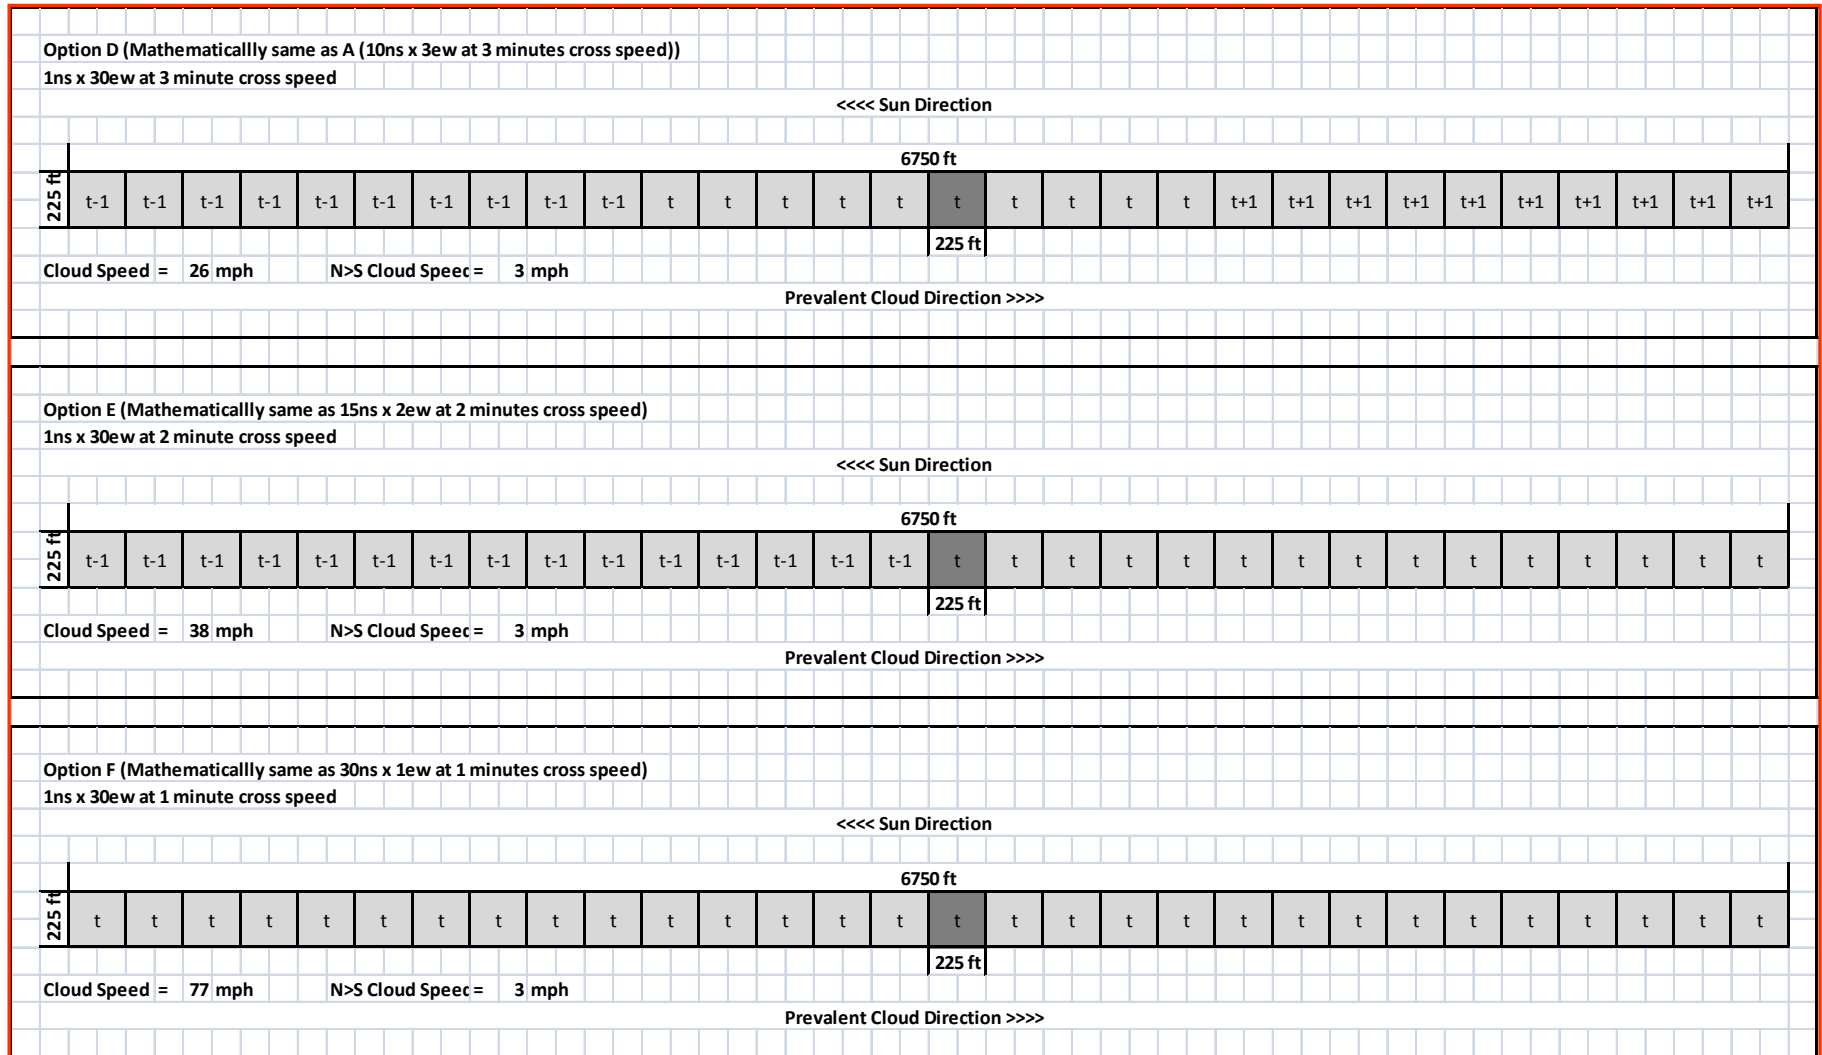 Option D (Mathematicallly same as A (10ns x 3ew at 3 minutes cross speed))
1ns x 30ew at 3 minute cross speed
<<<< Sun Direction
6750 ft
225 ft t-1 t-1 t-1 t-1 t-1 t-1 t-1 t-1 t-1 t-1 t t t t t t t t t t t+1 t+1 t+1 t+1 t+1 t+1 t+1 t+1 t+1 t+1
225 ft
Cloud Speed = 26 mph N>S Cloud Speed = 3 mph
Prevalent Cloud Direction >>>>
Option E (Mathematicallly same as 15ns x 2ew at 2 minutes cross speed)
1ns x 30ew at 2 minute cross speed
<<<< Sun Direction
6750 ft
225 ft t-1 t-1 t-1 t-1 t-1 t-1 t-1 t-1 t-1 t-1 t-1 t-1 t-1 t-1 t-1 t t t t t t t t t t t t t t t
225 ft
Cloud Speed = 38 mph N>S Cloud Speed = 3 mph
Prevalent Cloud Direction >>>>
Option F (Mathematicallly same as 30ns x 1ew at 1 minutes cross speed)
1ns x 30ew at 1 minute cross speed
<<<< Sun Direction
6750 ft
225 ft t t t t t t t t t t t t t t t t t t t t t t t t t t t t t t
225 ft
Cloud Speed = 77 mph N>S Cloud Speed = 3 mph
Prevalent Cloud Direction >>>>